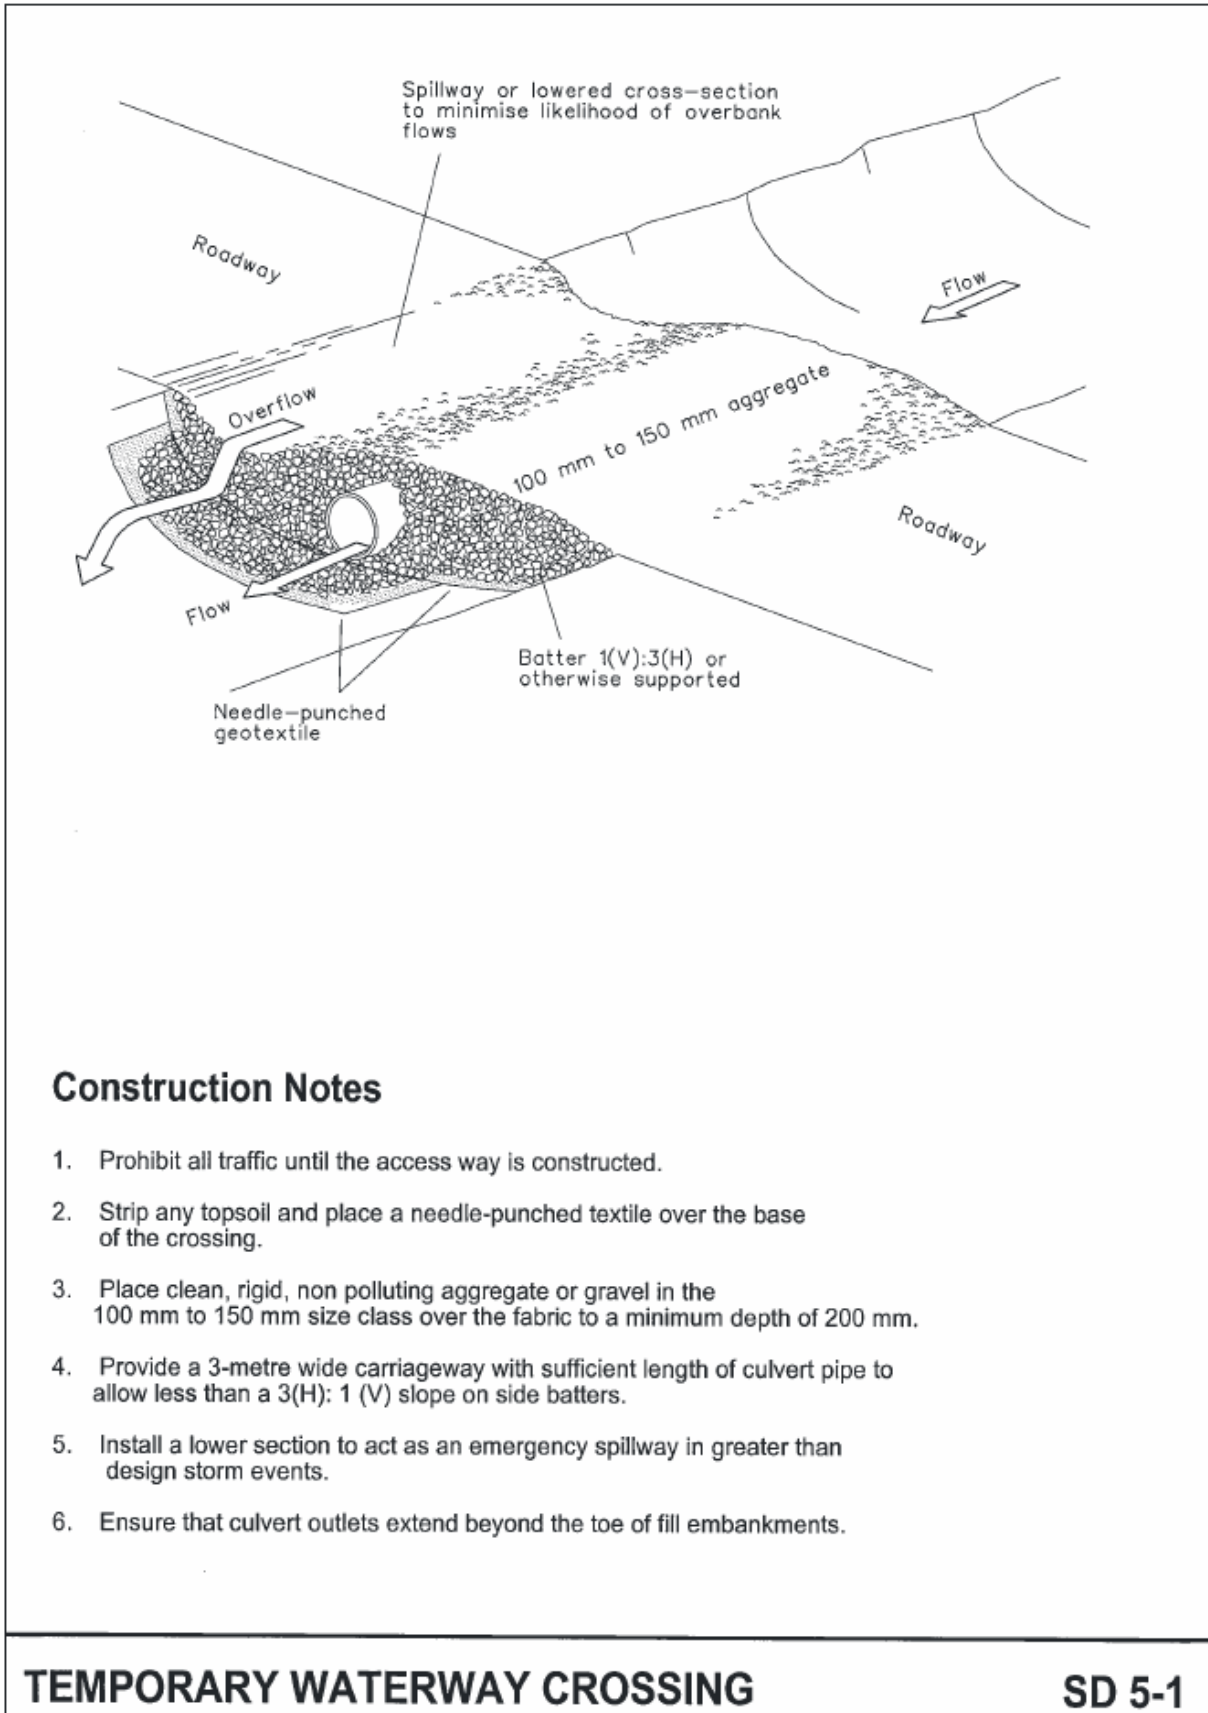 Spillway or lowered cross-section
to minimise likelihood of overbank
flows
Roadway
Flow
Overflow
100 mm to 150 mm aggregate
Roadway
Flow
Batter 1(V):3(H) or
otherwise supported
Needle-punched
geotextile
Construction Notes
1. Prohibit all traffic until the access way is constructed.
2. Strip any topsoil and place a needle-punched textile over the base
of the crossing.
3. Place clean, rigid, non polluting aggregate or gravel in the
100 mm to 150 mm size class over the fabric to a minimum depth of 200 mm.
4. Provide a 3-metre wide carriageway with sufficient length of culvert pipe to
allow less than a 3(H): 1 (V) slope on side batters.
5. Install a lower section to act as an emergency spillway in greater than
design storm events.
6. Ensure that culvert outlets extend beyond the toe of fill embankments.
TEMPORARY WATERWAY CROSSING
SD 5-1